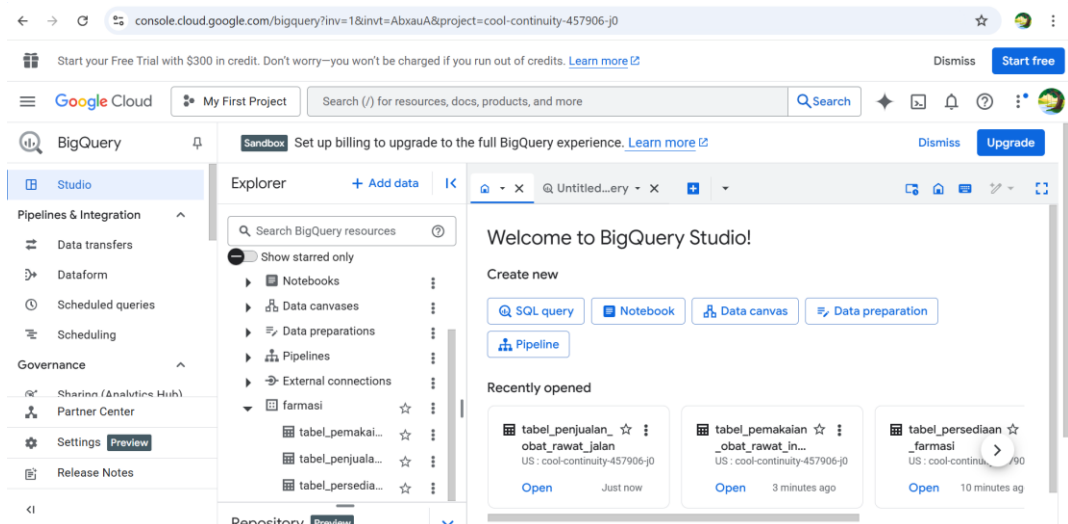 console.cloud.google.com/bigquery?inv=1&invt=AbxauA&project=cool-continuity-457906-j0
Start your Free Trial with $300 in credit. Don't worry—you won't be charged if you run out of credits. Learn more
Dismiss
Start free
Google Cloud
My First Project
Search (/) for resources, docs, products, and more
Search
BigQuery
Studio
Pipelines & Integration
Data transfers
Dataform
Scheduled queries
Scheduling
Governance
Sharing (Analytics Hub)
Partner Center
Settings Preview
Release Notes
Sandbox Set up billing to upgrade to the full BigQuery experience. Learn more
Dismiss
Upgrade
Explorer
+ Add data
Search BigQuery resources
Show starred only
Notebooks
Data canvases
Data preparations
Pipelines
External connections
farmasi
tabel_pemakai...
tabel_penjuala...
tabel_persedia...
Repository Preview
Untitled...ery
Welcome to BigQuery Studio!
Create new
SQL query
Notebook
Data canvas
Data preparation
Pipeline
Recently opened
tabel_penjualan_
obat_rawat_jalan
US : cool-continuity-457906-j0
Open
Just now
tabel_pemakaian
_obat_rawat_in...
US : cool-continuity-457906-j0
Open
3 minutes ago
tabel_persediaan
_farmasi
US : cool-continu
Open
10 minutes ag